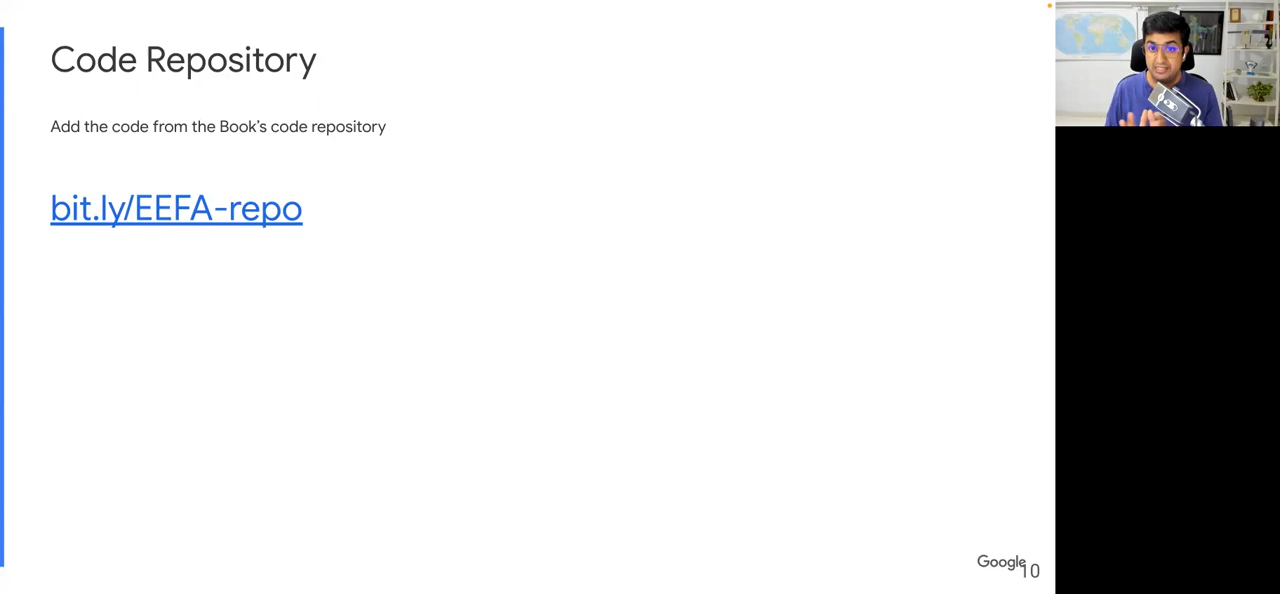 Code Repository
Add the code from the Book's code repository
bit.ly/EEFA-repo
Google
10